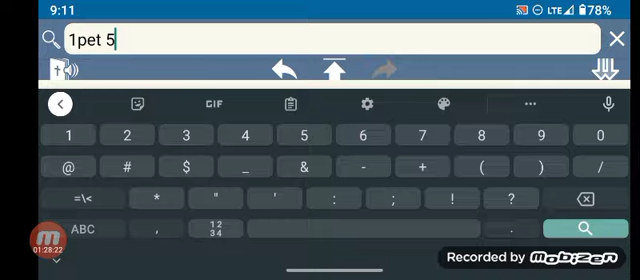 9:11 LTE 78%
1pet 5
GIF
1 2 3 4 5 6 7 8 9 0
@ # $ _ & - + ( ) /
=\< * " ' : ; ! ?
ABC , 12 34 .
01:28:22
Recorded by mobizen